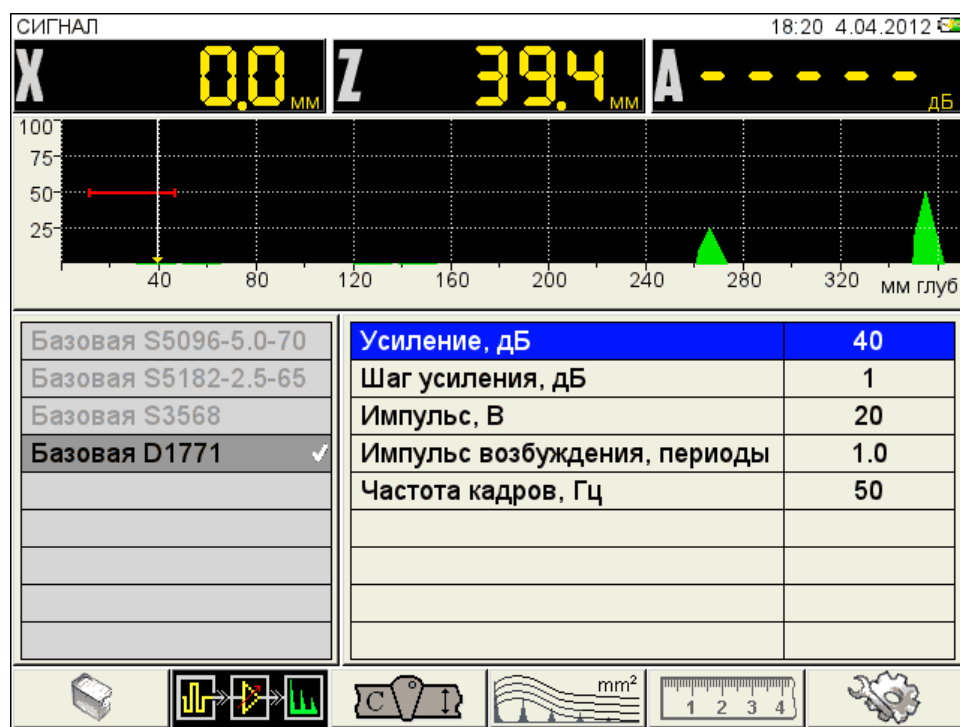 СИГНАЛ 18:20 4.04.2012
X 0.0 мм Z 39.4 мм A - - - - - дБ
100
75
50
25
40 80 120 160 200 240 280 320 мм глуб
Базовая S5096-5.0-70
Базовая S5182-2.5-65
Базовая S3568
Базовая D1771
Усиление, дБ 40
Шаг усиления, дБ 1
Импульс, В 20
Импульс возбуждения, периоды 1.0
Частота кадров, Гц 50
C mm² 1 2 3 4